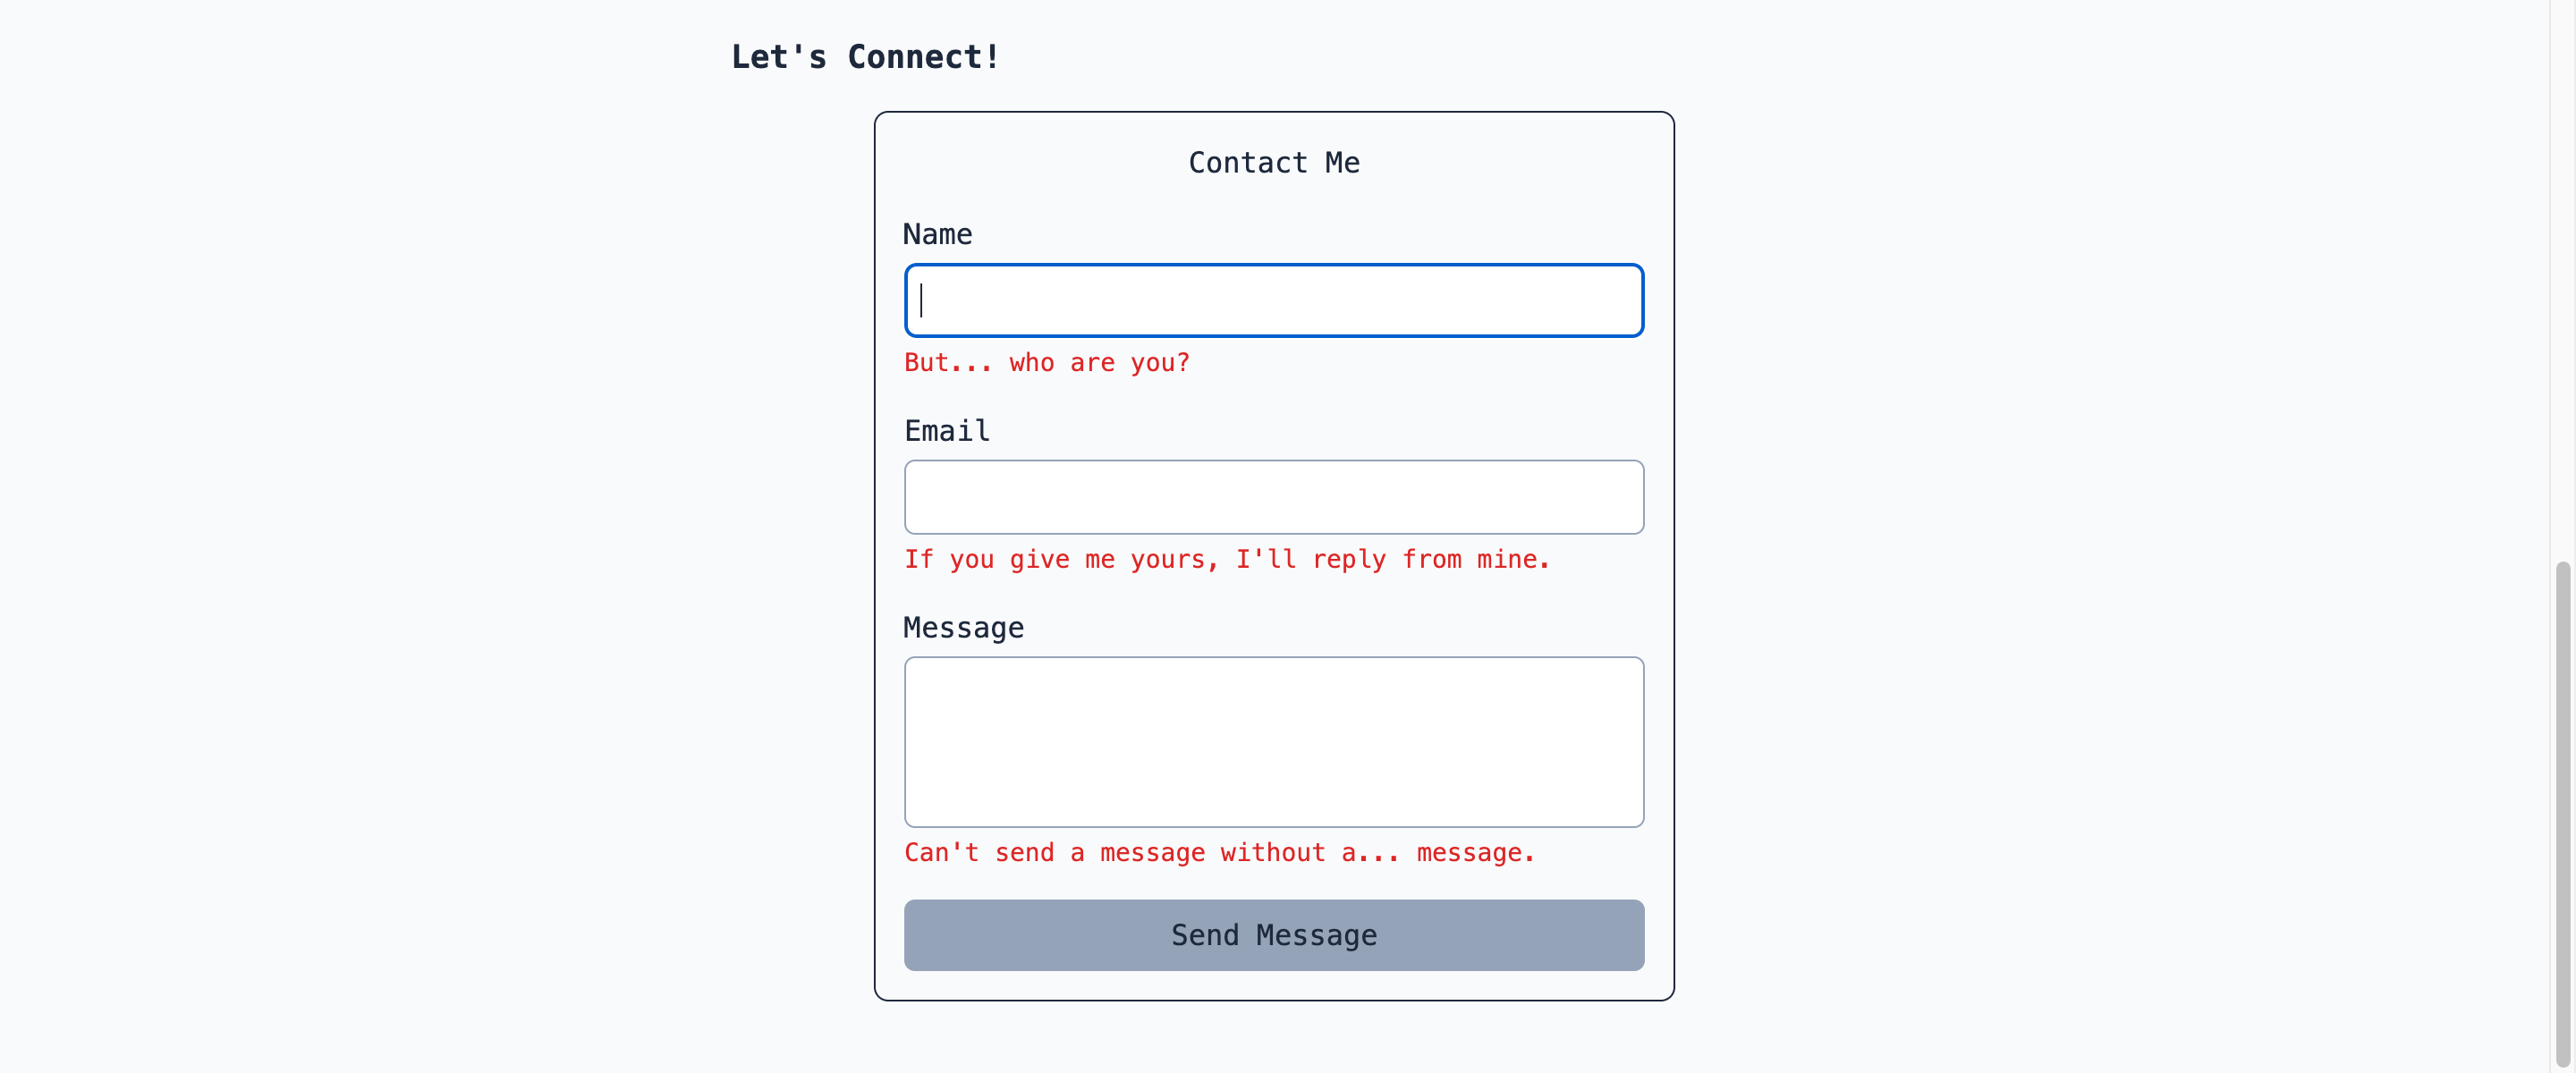 Let's Connect!
Contact Me
Name
But... who are you?
Email
If you give me yours, I'll reply from mine.
Message
Can't send a message without a... message.
Send Message